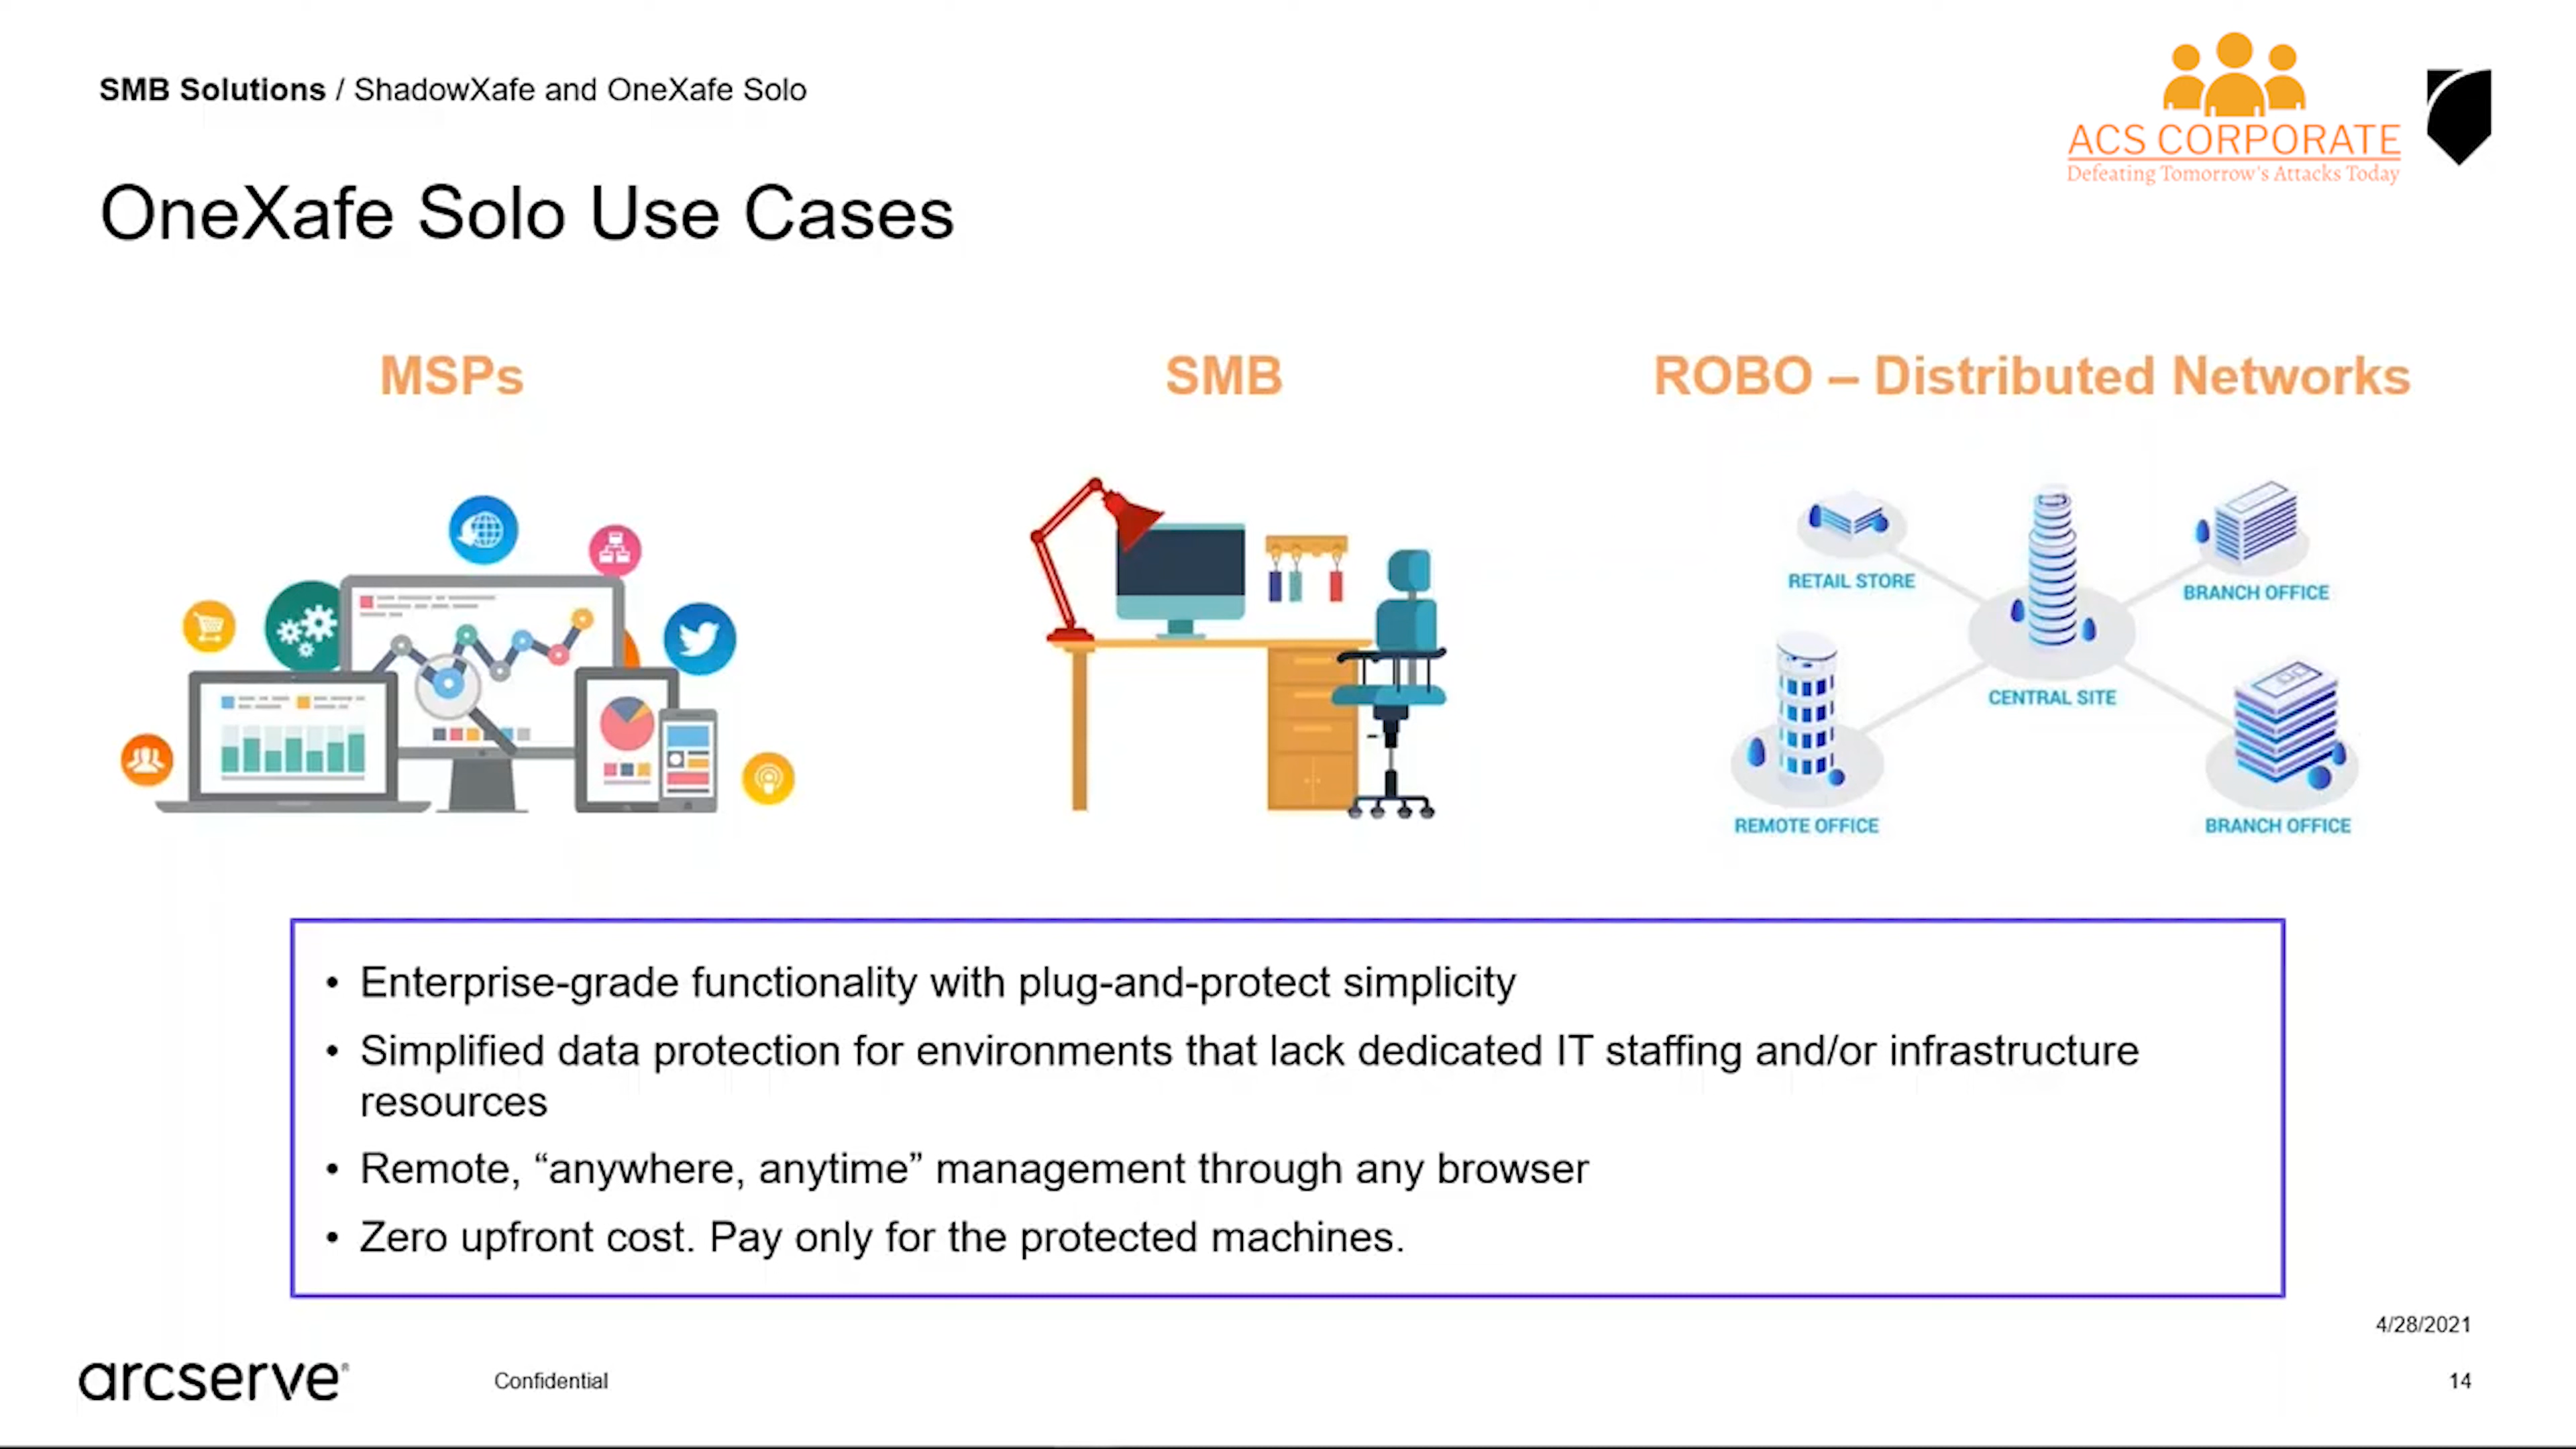 SMB Solutions / ShadowXafe and OneXafe Solo
ACS CORPORATE
Defeating Tomorrow's Attacks Today
OneXafe Solo Use Cases
MSPs
SMB
ROBO – Distributed Networks
RETAIL STORE
BRANCH OFFICE
CENTRAL SITE
REMOTE OFFICE
BRANCH OFFICE
• Enterprise-grade functionality with plug-and-protect simplicity
• Simplified data protection for environments that lack dedicated IT staffing and/or infrastructure
resources
• Remote, “anywhere, anytime” management through any browser
• Zero upfront cost. Pay only for the protected machines.
4/28/2021
arcserve®
Confidential
14